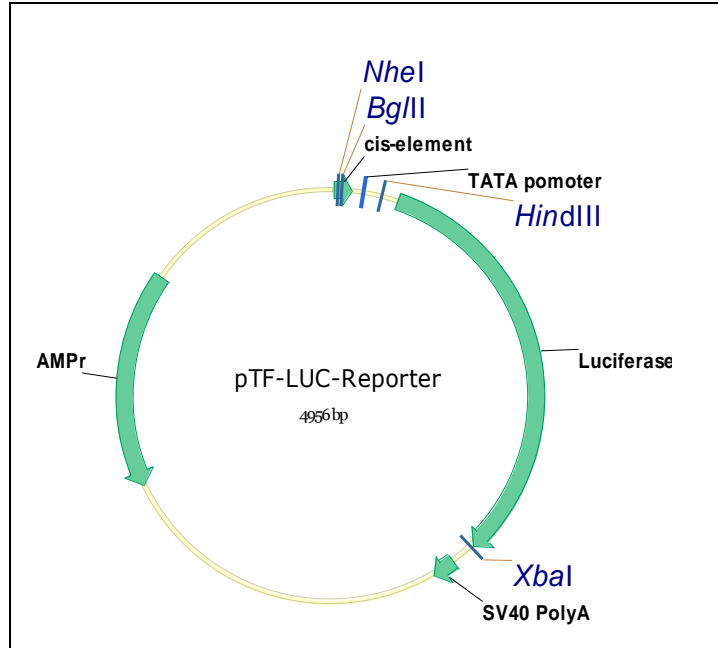 NheI
BglII
cis-element
TATA pomoter
HindIII
AMPr
Luciferase
pTF-LUC-Reporter
4956 bp
XbaI
SV40 PolyA